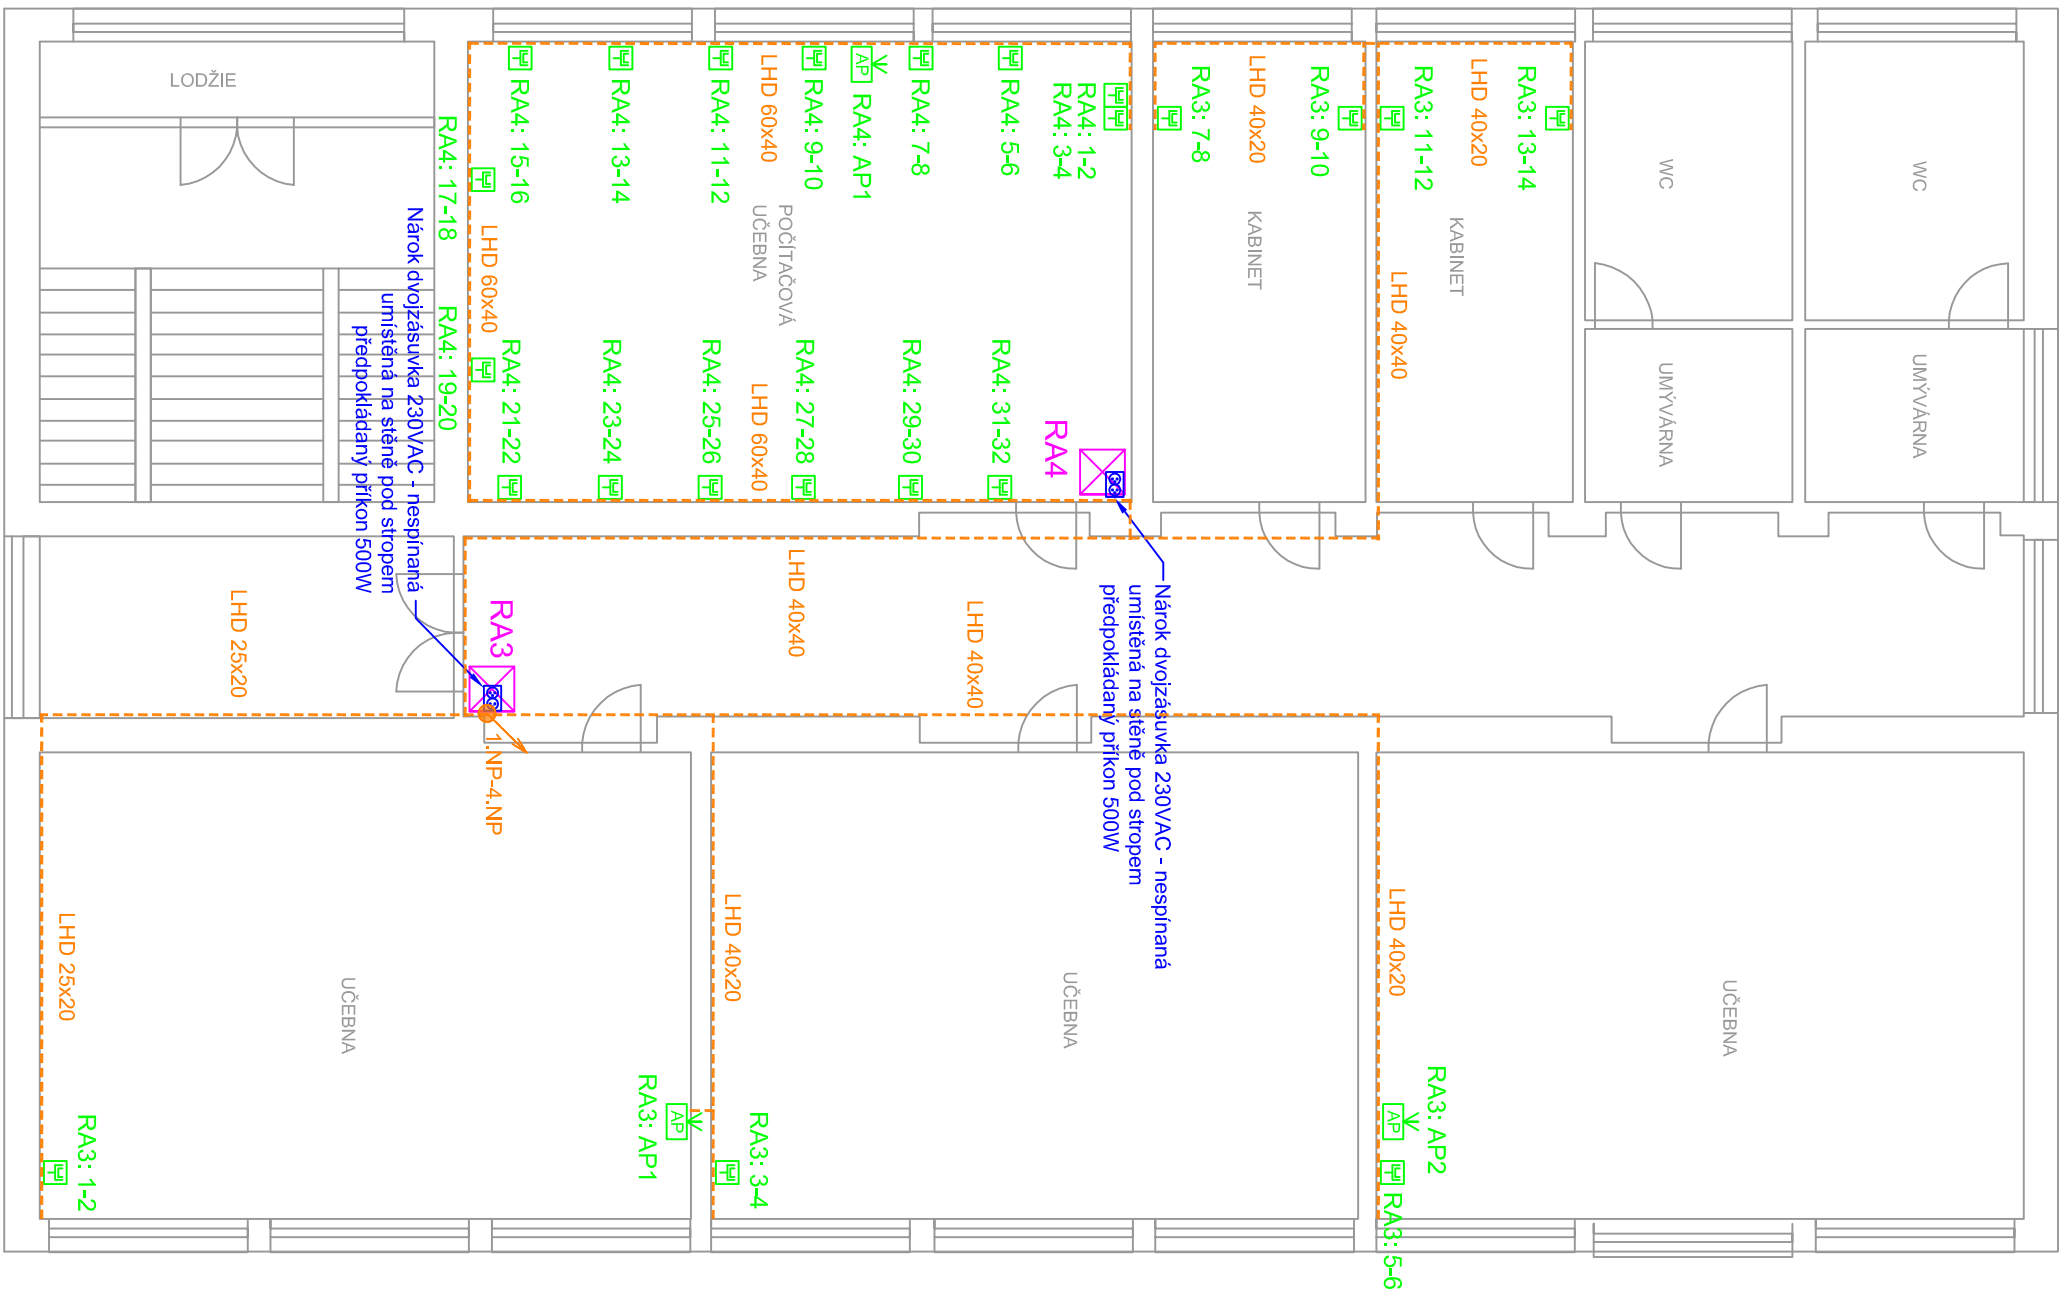 LODŽIE
RA4: 17-18
RA4: 19-20
RA4: 15-16
RA4: 13-14
RA4: 11-12
LHD 60x40
RA4: 9-10
AP
RA4: AP1
RA4: 7-8
RA4: 5-6
RA4: 1-2
RA4: 3-4
RA3: 7-8
LHD 40x20
RA3: 9-10
RA3: 11-12
LHD 40x20
RA3: 13-14
WC
WC
KABINET
KABINET
POČÍTAČOVÁ
UČEBNA
LHD 60x40
LHD 40x40
UMÝVÁRNA
UMÝVÁRNA
RA4: 21-22
RA4: 23-24
RA4: 25-26
LHD 60x40
RA4: 27-28
RA4: 29-30
RA4: 31-32
RA4
Nárok dvojzásuvka 230VAC - nespínaná
umístěná na stěně pod stropem
předpokládaný příkon 500W
Nárok dvojzásuvka 230VAC - nespínaná
umístěná na stěně pod stropem
předpokládaný příkon 500W
LHD 25x20
RA3
LHD 40x40
LHD 40x40
1.NP-4.NP
LHD 25x20
LHD 40x20
LHD 40x20
UČEBNA
UČEBNA
UČEBNA
RA3: 1-2
RA3: AP1
AP
RA3: 3-4
AP
RA3: AP2
RA3: 5-6